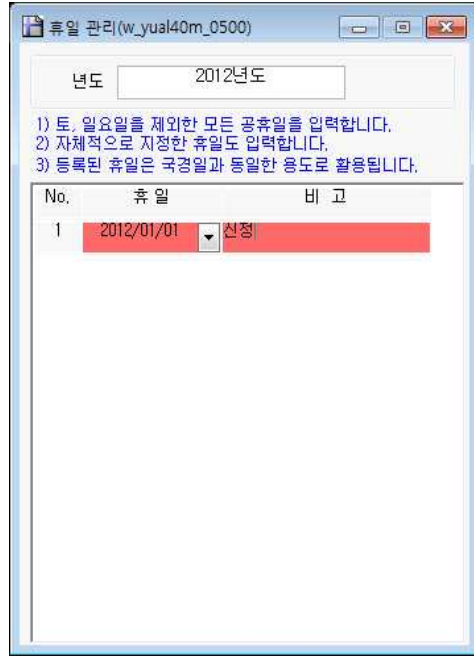 휴일 관리(w_yual40m_0500)
년도 2012년도
1) 토, 일요일을 제외한 모든 공휴일을 입력합니다.
2) 자체적으로 지정한 휴일도 입력합니다.
3) 등록된 휴일은 국경일과 동일한 용도로 활용됩니다.
No. 휴 일 비 고
1 2012/01/01 신정